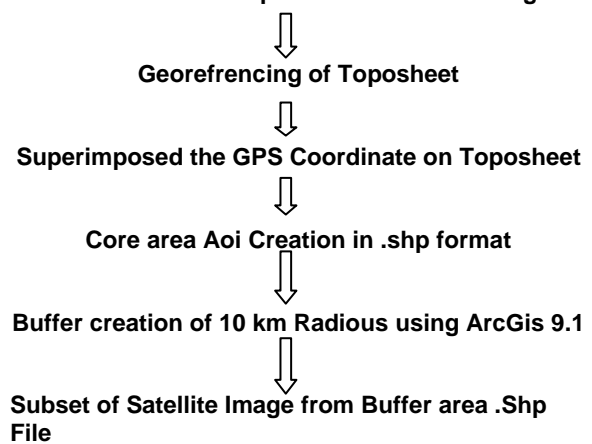 Georefrencing of Toposheet
Superimposed the GPS Coordinate on Toposheet
Core area Aoi Creation in .shp format
Buffer creation of 10 km Radious using ArcGis 9.1
Subset of Satellite Image from Buffer area .Shp
File